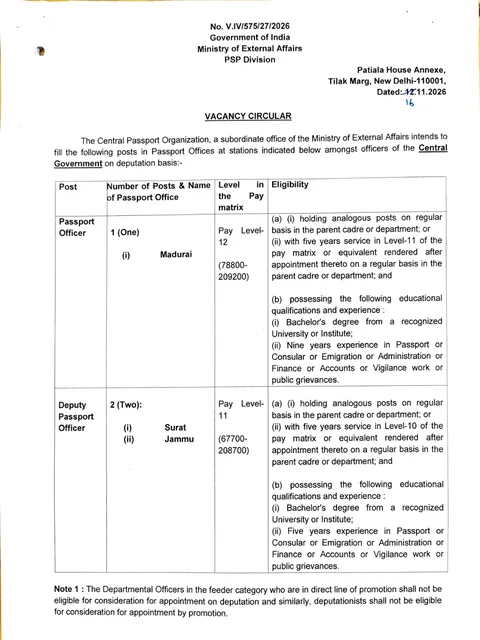 No. V.IV/575/27/2026
Government of India
Ministry of External Affairs
PSP Division
Patiala House Annexe,
Tilak Marg, New Delhi-110001,
Dated:-12.11.2026
16
VACANCY CIRCULAR
The Central Passport Organization, a subordinate office of the Ministry of External Affairs intends to
fill the following posts in Passport Offices at stations indicated below amongst officers of the Central
Government on deputation basis:-
Post
Number of Posts & Name
of Passport Office
Level in
the Pay
matrix
Eligibility
Passport
Officer
1 (One)
(i) Madurai
Pay Level-
12
(78800-
209200)
(a) (i) holding analogous posts on regular
basis in the parent cadre or department; or
(ii) with five years service in Level-11 of the
pay matrix or equivalent rendered after
appointment thereto on a regular basis in the
parent cadre or department; and
(b) possessing the following educational
qualifications and experience :
(i) Bachelor's degree from a recognized
University or Institute;
(ii) Nine years experience in Passport or
Consular or Emigration or Administration or
Finance or Accounts or Vigilance work or
public grievances.
Deputy
Passport
Officer
2 (Two):
(i) Surat
(ii) Jammu
Pay Level-
11
(67700-
208700)
(a) (i) holding analogous posts on regular
basis in the parent cadre or department; or
(ii) with five years service in Level-10 of the
pay matrix or equivalent rendered after
appointment thereto on a regular basis in the
parent cadre or department; and
(b) possessing the following educational
qualifications and experience :
(i) Bachelor's degree from a recognized
University or Institute;
(ii) Five years experience in Passport or
Consular or Emigration or Administration or
Finance or Accounts or Vigilance work or
public grievances.
Note 1 : The Departmental Officers in the feeder category who are in direct line of promotion shall not be
eligible for consideration for appointment on deputation and similarly, deputationists shall not be eligible
for consideration for appointment by promotion.